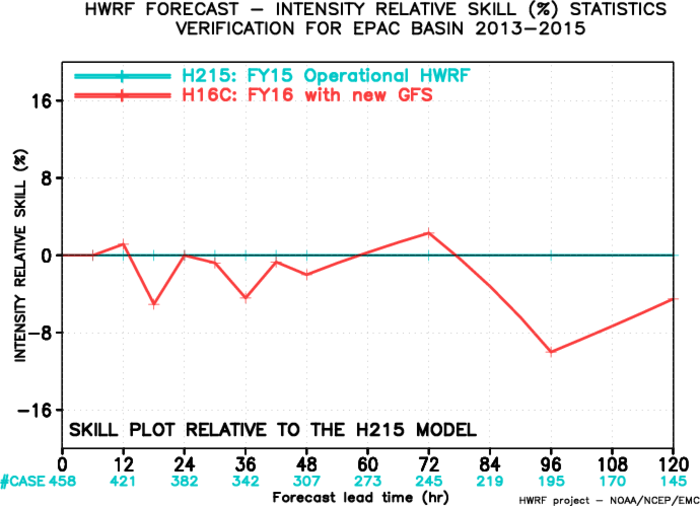 HWRF FORECAST – INTENSITY RELATIVE SKILL (%) STATISTICS
VERIFICATION FOR EPAC BASIN 2013–2015
H215: FY15 Operational HWRF
H16C: FY16 with new GFS
INTENSITY RELATIVE SKILL (%)
16
8
0
−8
−16
SKILL PLOT RELATIVE TO THE H215 MODEL
0 12 24 36 48 60 72 84 96 108 120
#CASE 458 421 382 342 307 273 245 219 195 170 145
Forecast lead time (hr)
HWRF project – NOAA/NCEP/EMC